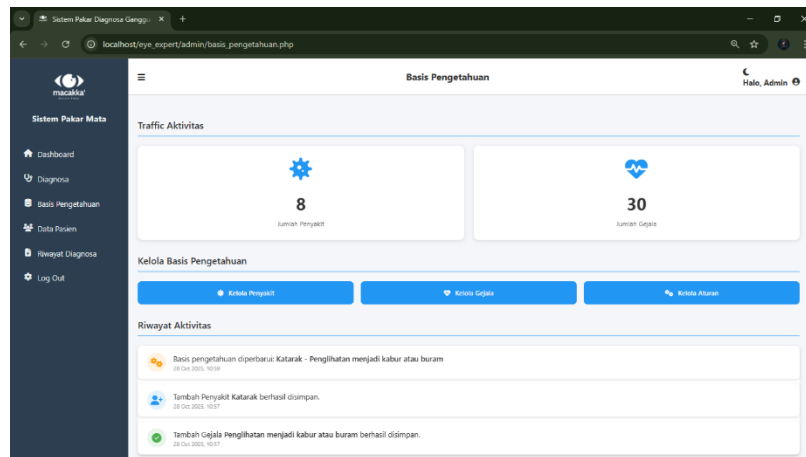 Sistem Pakar Diagnosa Ganggu
localhost/eye_expert/admin/basis_pengetahuan.php
macakka'
Sistem Pakar Mata
Dashboard
Diagnosa
Basis Pengetahuan
Data Pasien
Riwayat Diagnosa
Log Out
Basis Pengetahuan
Halo, Admin
Traffic Aktivitas
8
Jumlah Penyakit
30
Jumlah Gejala
Kelola Basis Pengetahuan
Kelola Penyakit
Kelola Gejala
Kelola Aturan
Riwayat Aktivitas
Basis pengetahuan diperbarui: Katarak - Penglihatan menjadi kabur atau buram
28 Oct 2025, 10:59
Tambah Penyakit Katarak berhasil disimpan.
28 Oct 2025, 10:57
Tambah Gejala Penglihatan menjadi kabur atau buram berhasil disimpan.
28 Oct 2025, 10:57